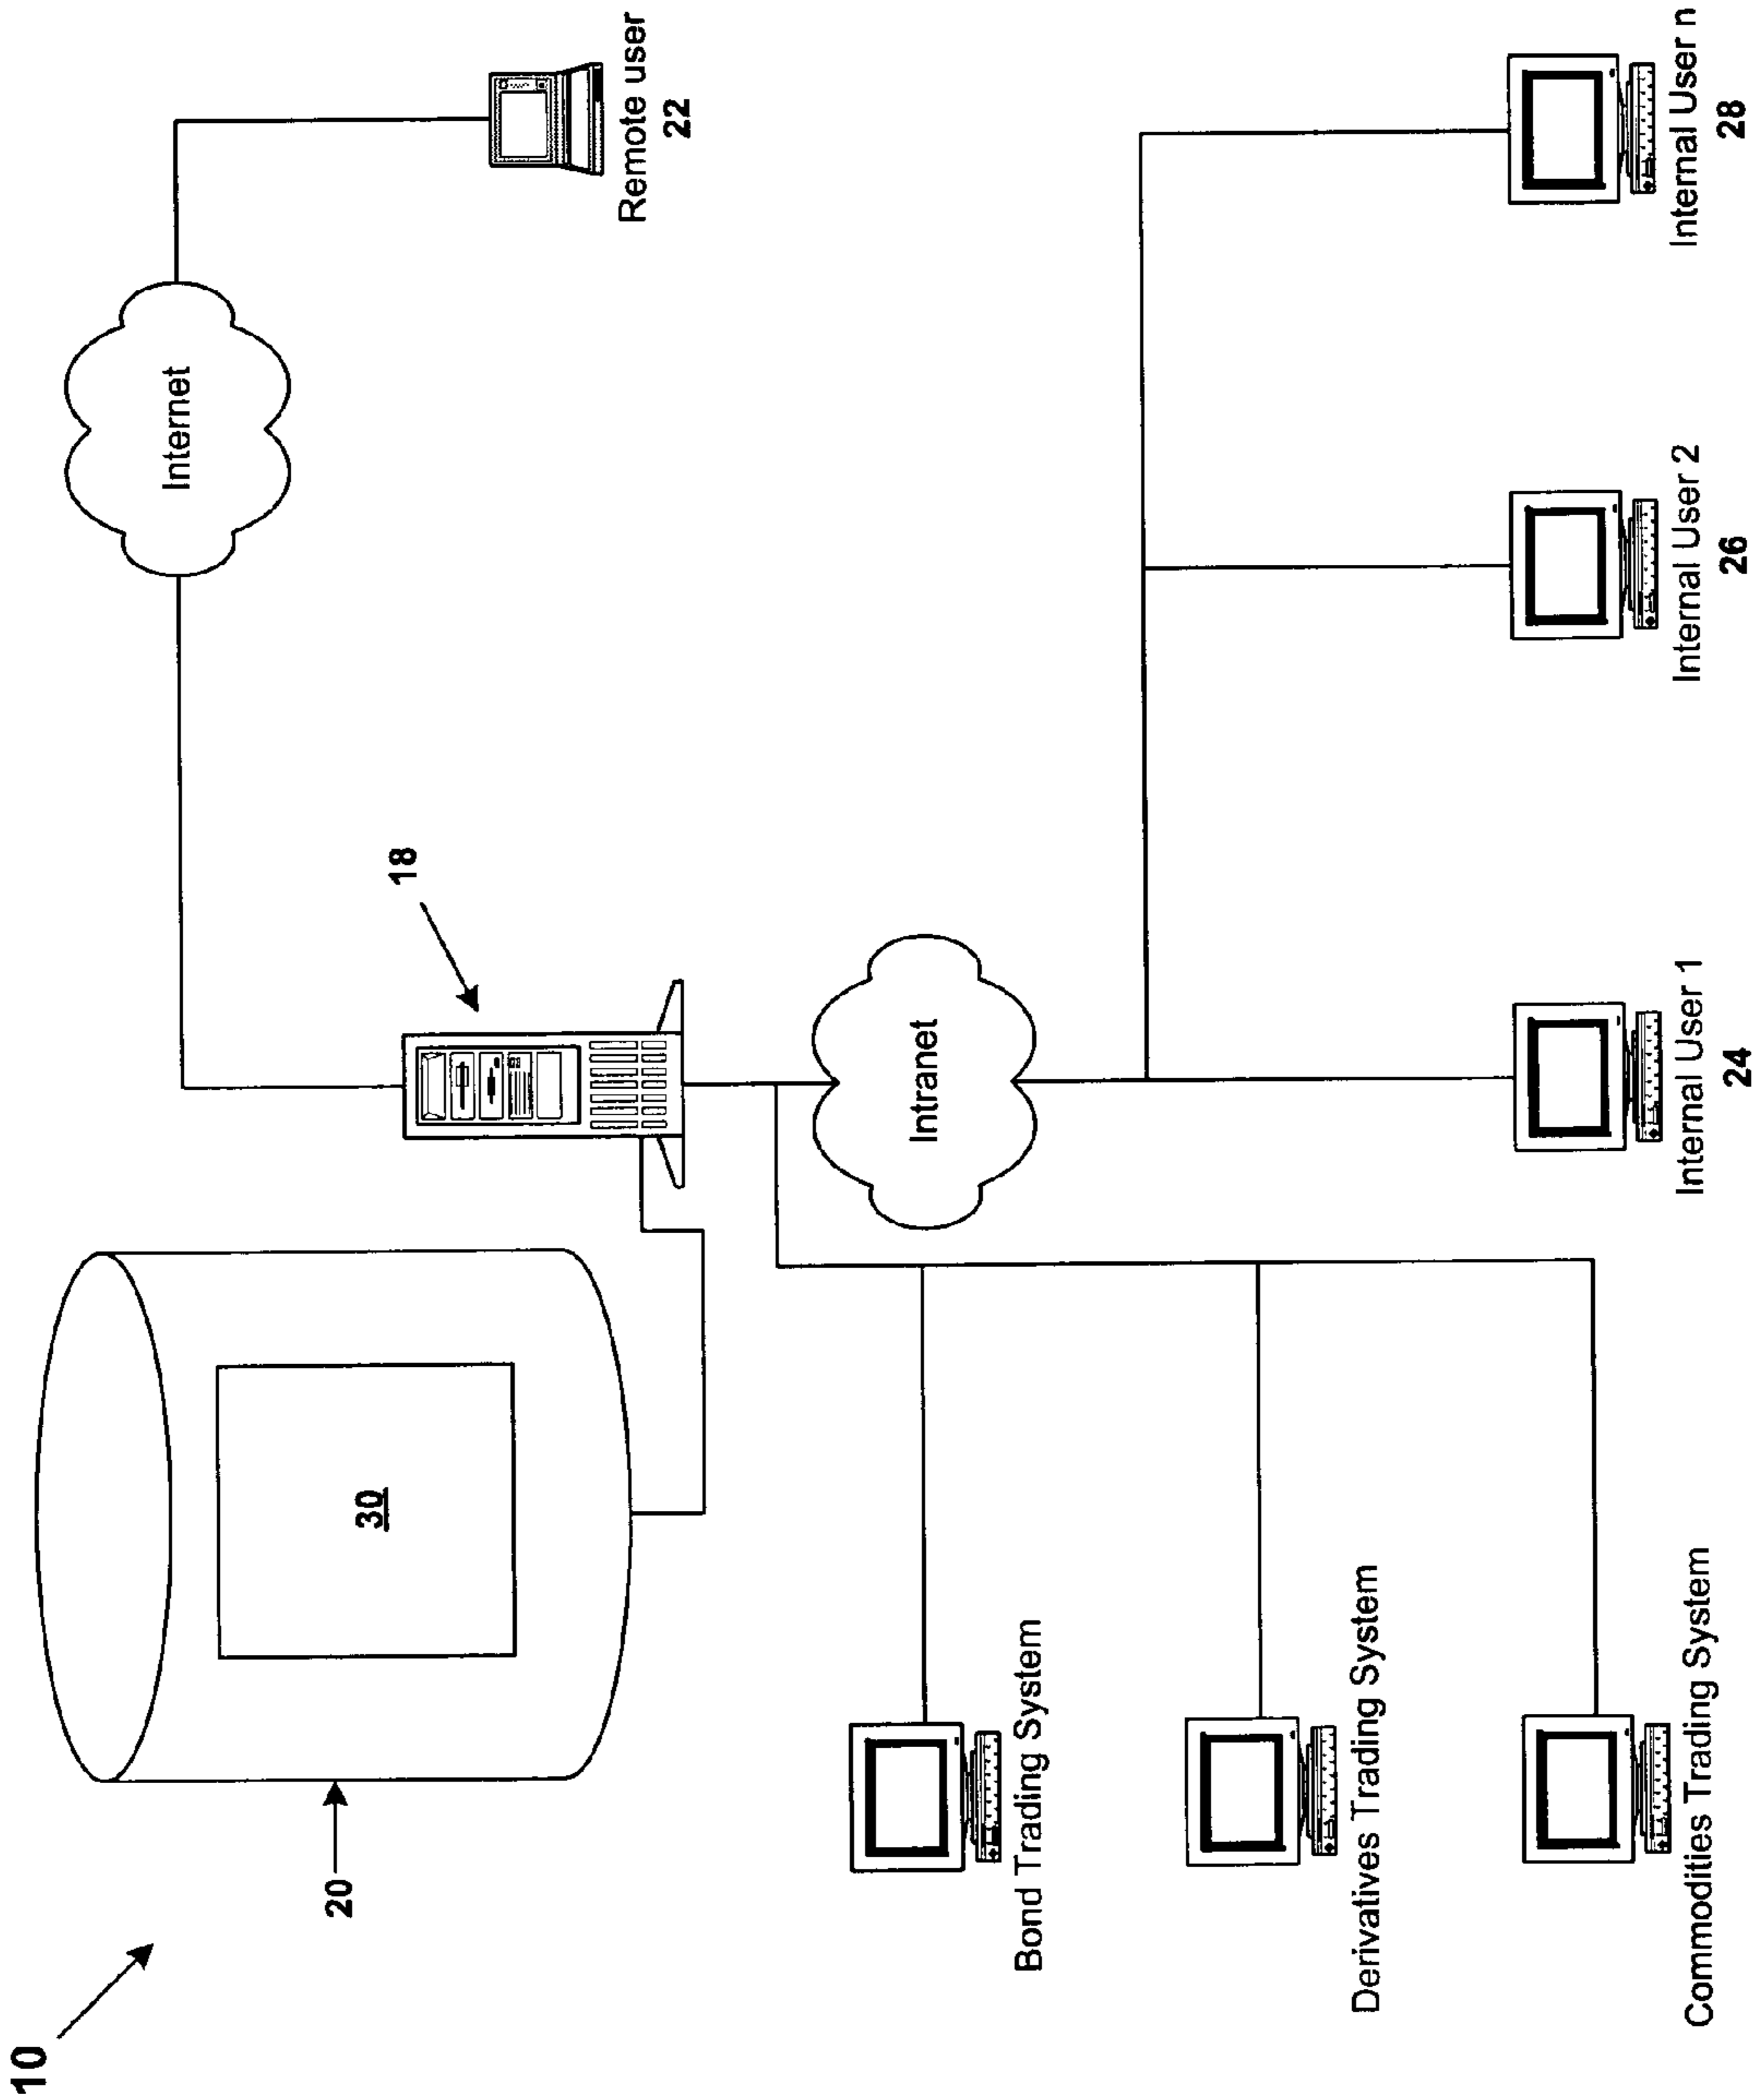 10
20
30
18
Internet
Remote user
22
Intranet
Bond Trading System
Derivatives Trading System
Commodities Trading System
Internal User 1
24
Internal User 2
26
Internal User n
28